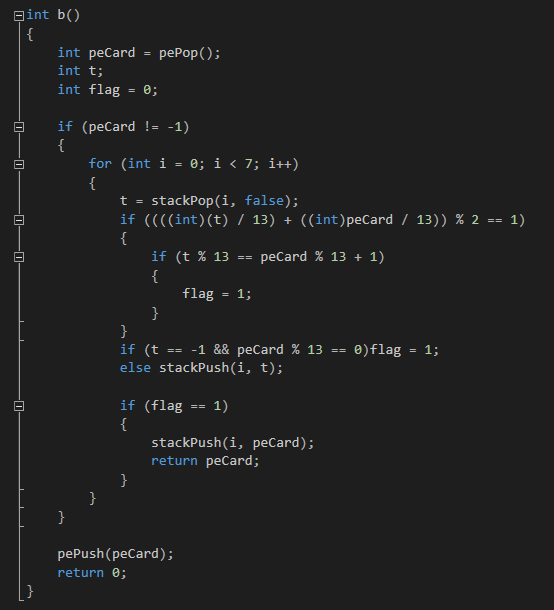 int b()
{
    int peCard = pePop();
    int t;
    int flag = 0;

    if (peCard != -1)
    {
        for (int i = 0; i < 7; i++)
        {
            t = stackPop(i, false);
            if ((((int)(t) / 13) + ((int)peCard / 13)) % 2 == 1)
            {
                if (t % 13 == peCard % 13 + 1)
                {
                    flag = 1;
                }
            }
            if (t == -1 && peCard % 13 == 0)flag = 1;
            else stackPush(i, t);

            if (flag == 1)
            {
                stackPush(i, peCard);
                return peCard;
            }
        }
    }

    pePush(peCard);
    return 0;
}